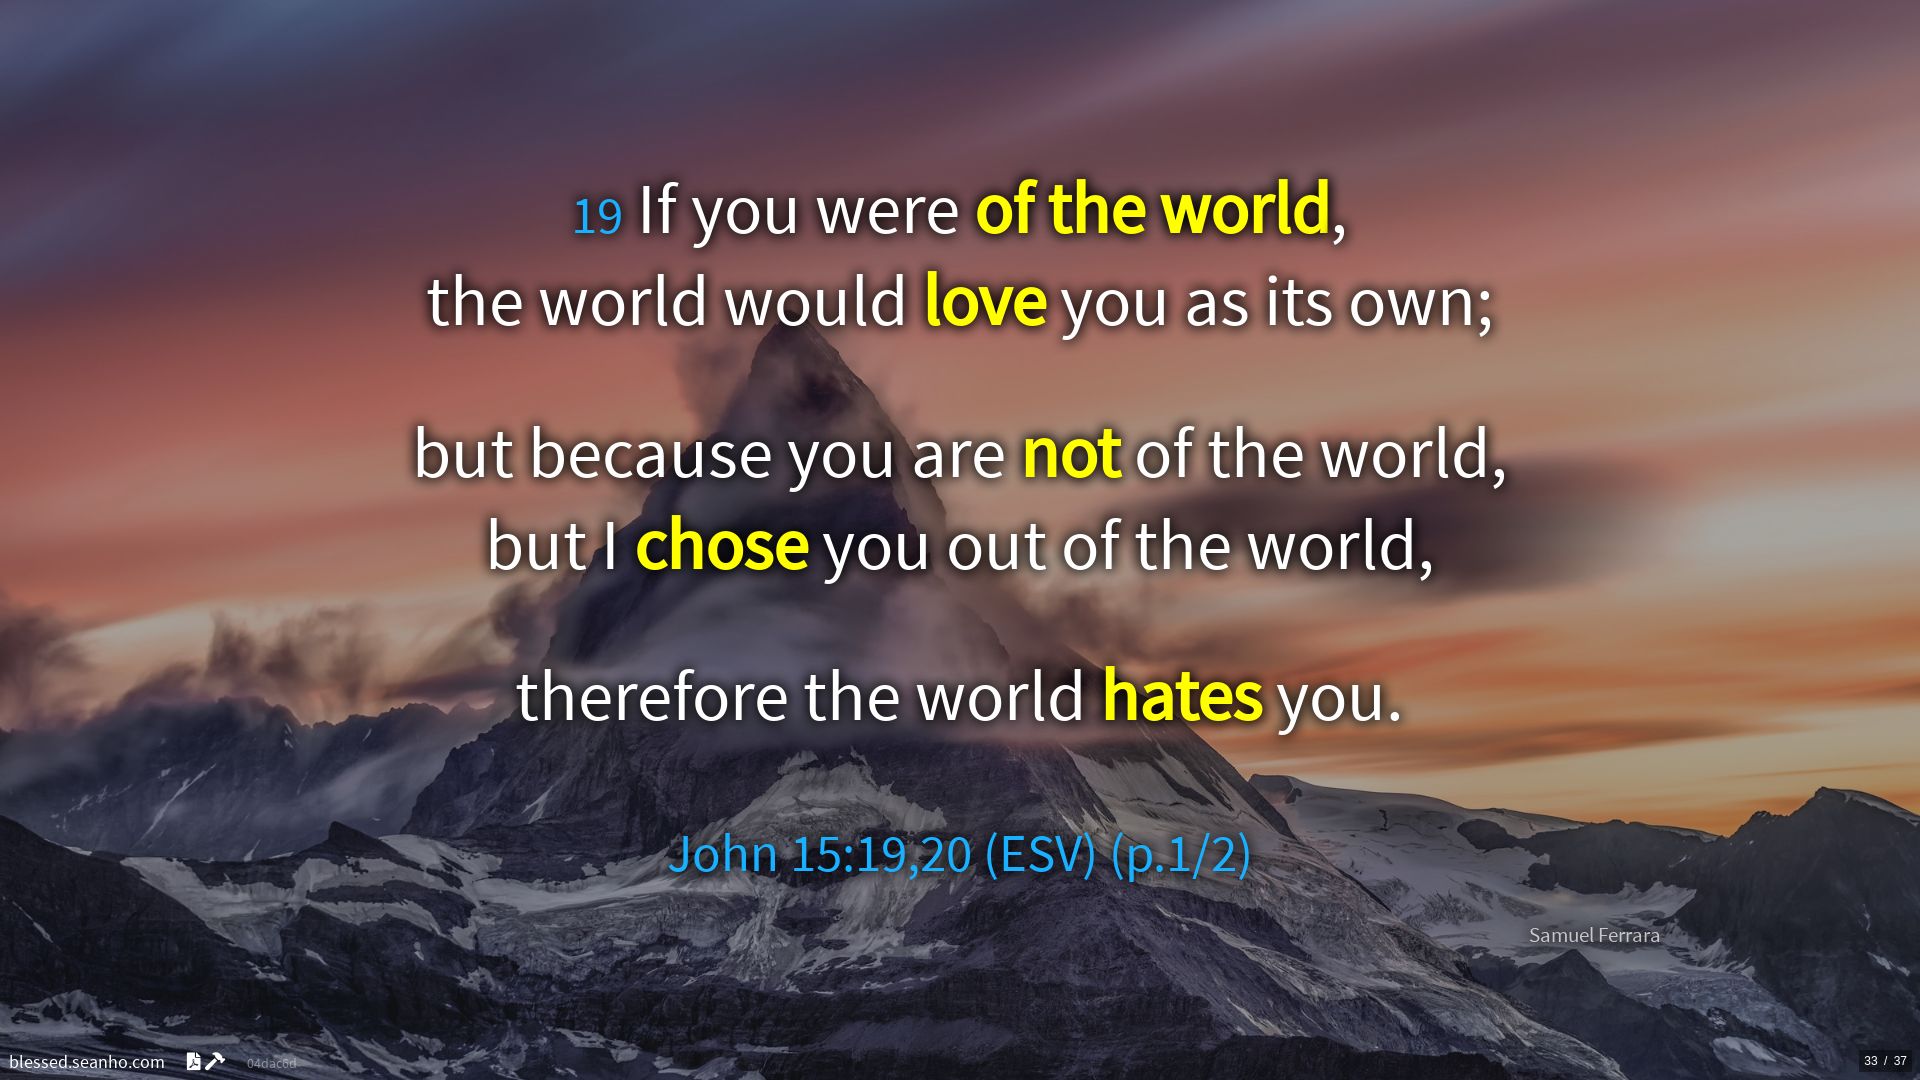 19 If you were of the world,
the world would love you as its own;
but because you are not of the world,
but I chose you out of the world,
therefore the world hates you.
John 15:19,20 (ESV) (p.1/2)
Samuel Ferrara
blessed.seanho.com 04dac6d
33 / 37